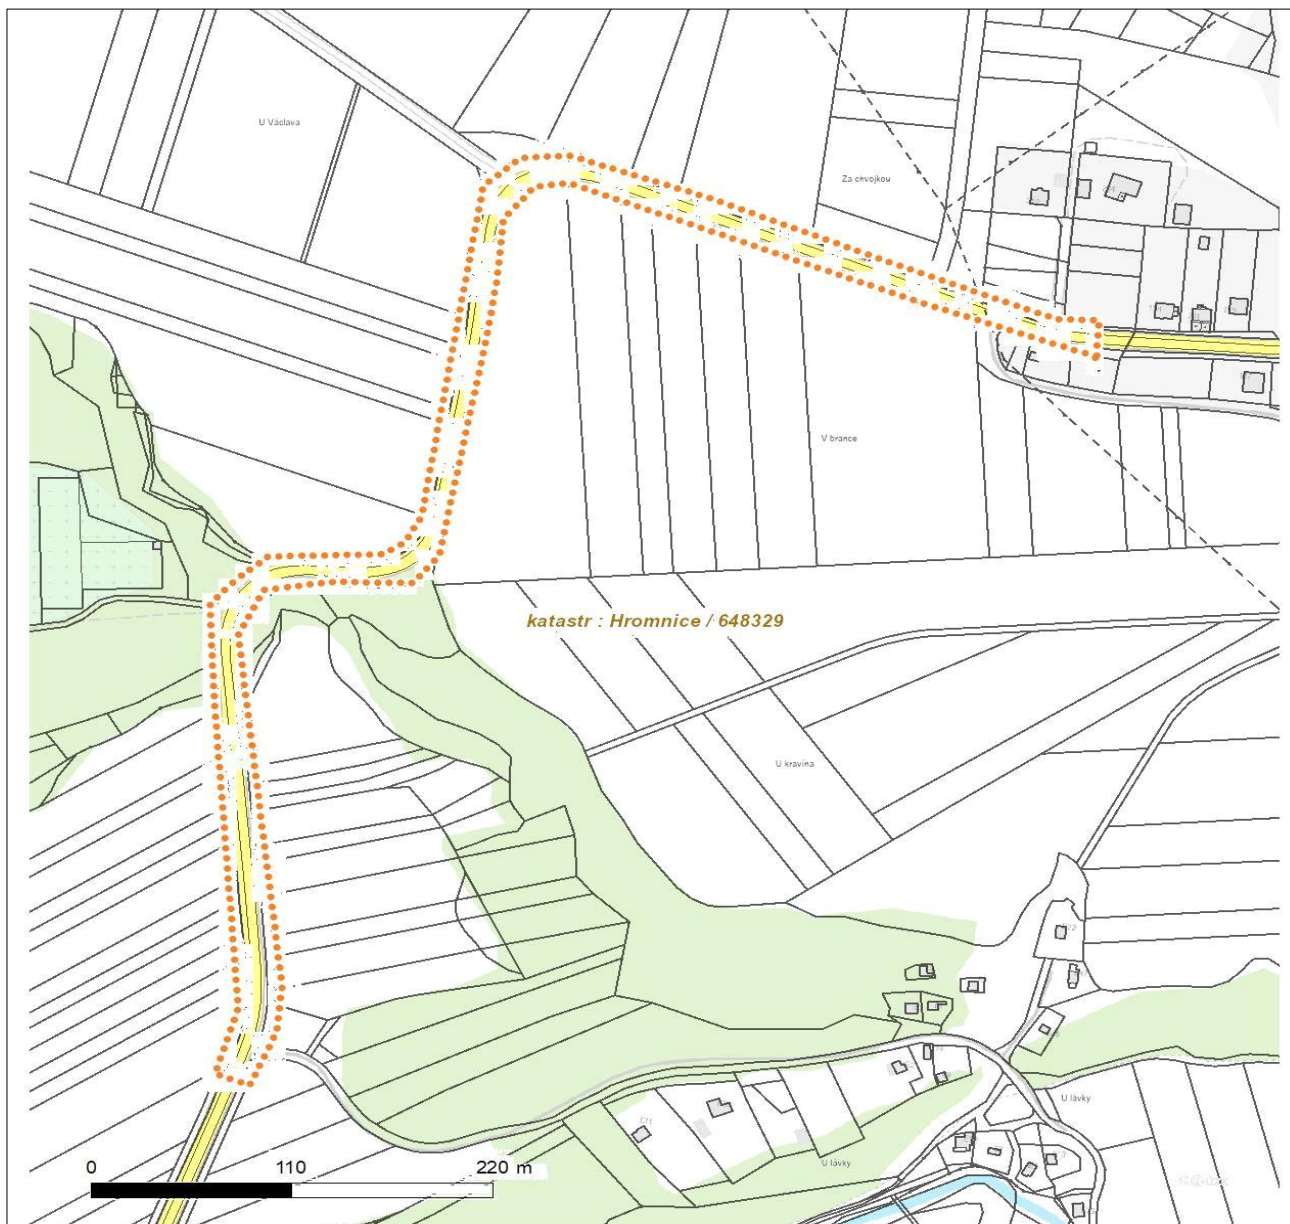 U Václava
Za chvojkou
V brance
katastr : Hromnice / 648329
U kravína
U lávky
U lávky
0 110 220 m